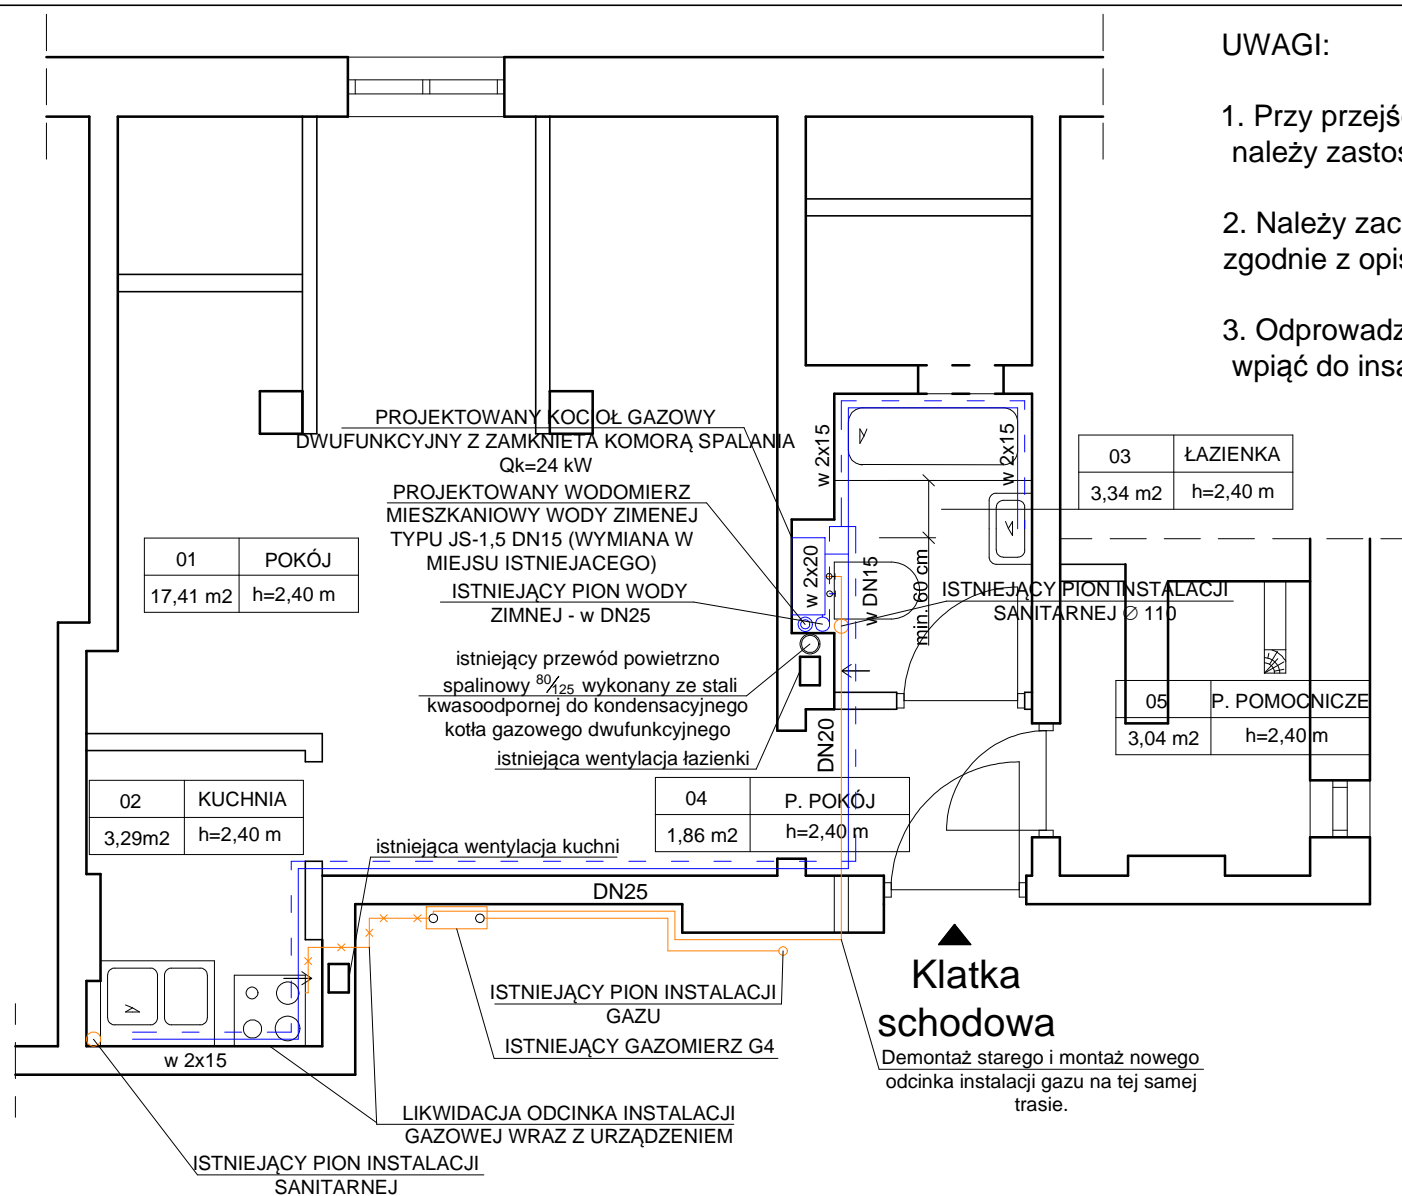 UWAGI:
1. Przy przejś
należy zastos
2. Należy zac
zgodnie z opis
3. Odprowadz
wpiąć do insa
PROJEKTOWANY KOCIOŁ GAZOWY
DWUFUNKCYJNY Z ZAMKNIETĄ KOMORĄ SPALANIA
Qk=24 kW
PROJEKTOWANY WODOMIERZ
MIESZKANIOWY WODY ZIMENEJ
TYPU JS-1,5 DN15 (WYMIANA W
MIEJSU ISTNIEJACEGO)
ISTNIEJĄCY PION WODY
ZIMNEJ - w DN25
istniejący przewód powietrzno
spalinowy 80/125 wykonany ze stali
kwasoodpornej do kondensacyjnego
kotła gazowego dwufunkcyjnego
istniejąca wentylacja łazienki
w 2x15
w 2x15
w 2x20
w DN15
min. 60 cm
DN20
03 ŁAZIENKA
3,34 m2 h=2,40 m
01 POKÓJ
17,41 m2 h=2,40 m
ISTNIEJĄCY PION INSTALACJI
SANITARNEJ ∅ 110
05 P. POMOCNICZE
3,04 m2 h=2,40 m
02 KUCHNIA
3,29m2 h=2,40 m
04 P. POKÓJ
1,86 m2 h=2,40 m
istniejąca wentylacja kuchni
DN25
ISTNIEJĄCY PION INSTALACJI
GAZU
ISTNIEJĄCY GAZOMIERZ G4
Klatka
schodowa
Demontaż starego i montaż nowego
odcinka instalacji gazu na tej samej
trasie.
w 2x15
LIKWIDACJA ODCINKA INSTALACJI
GAZOWEJ WRAZ Z URZĄDZENIEM
ISTNIEJĄCY PION INSTALACJI
SANITARNEJ